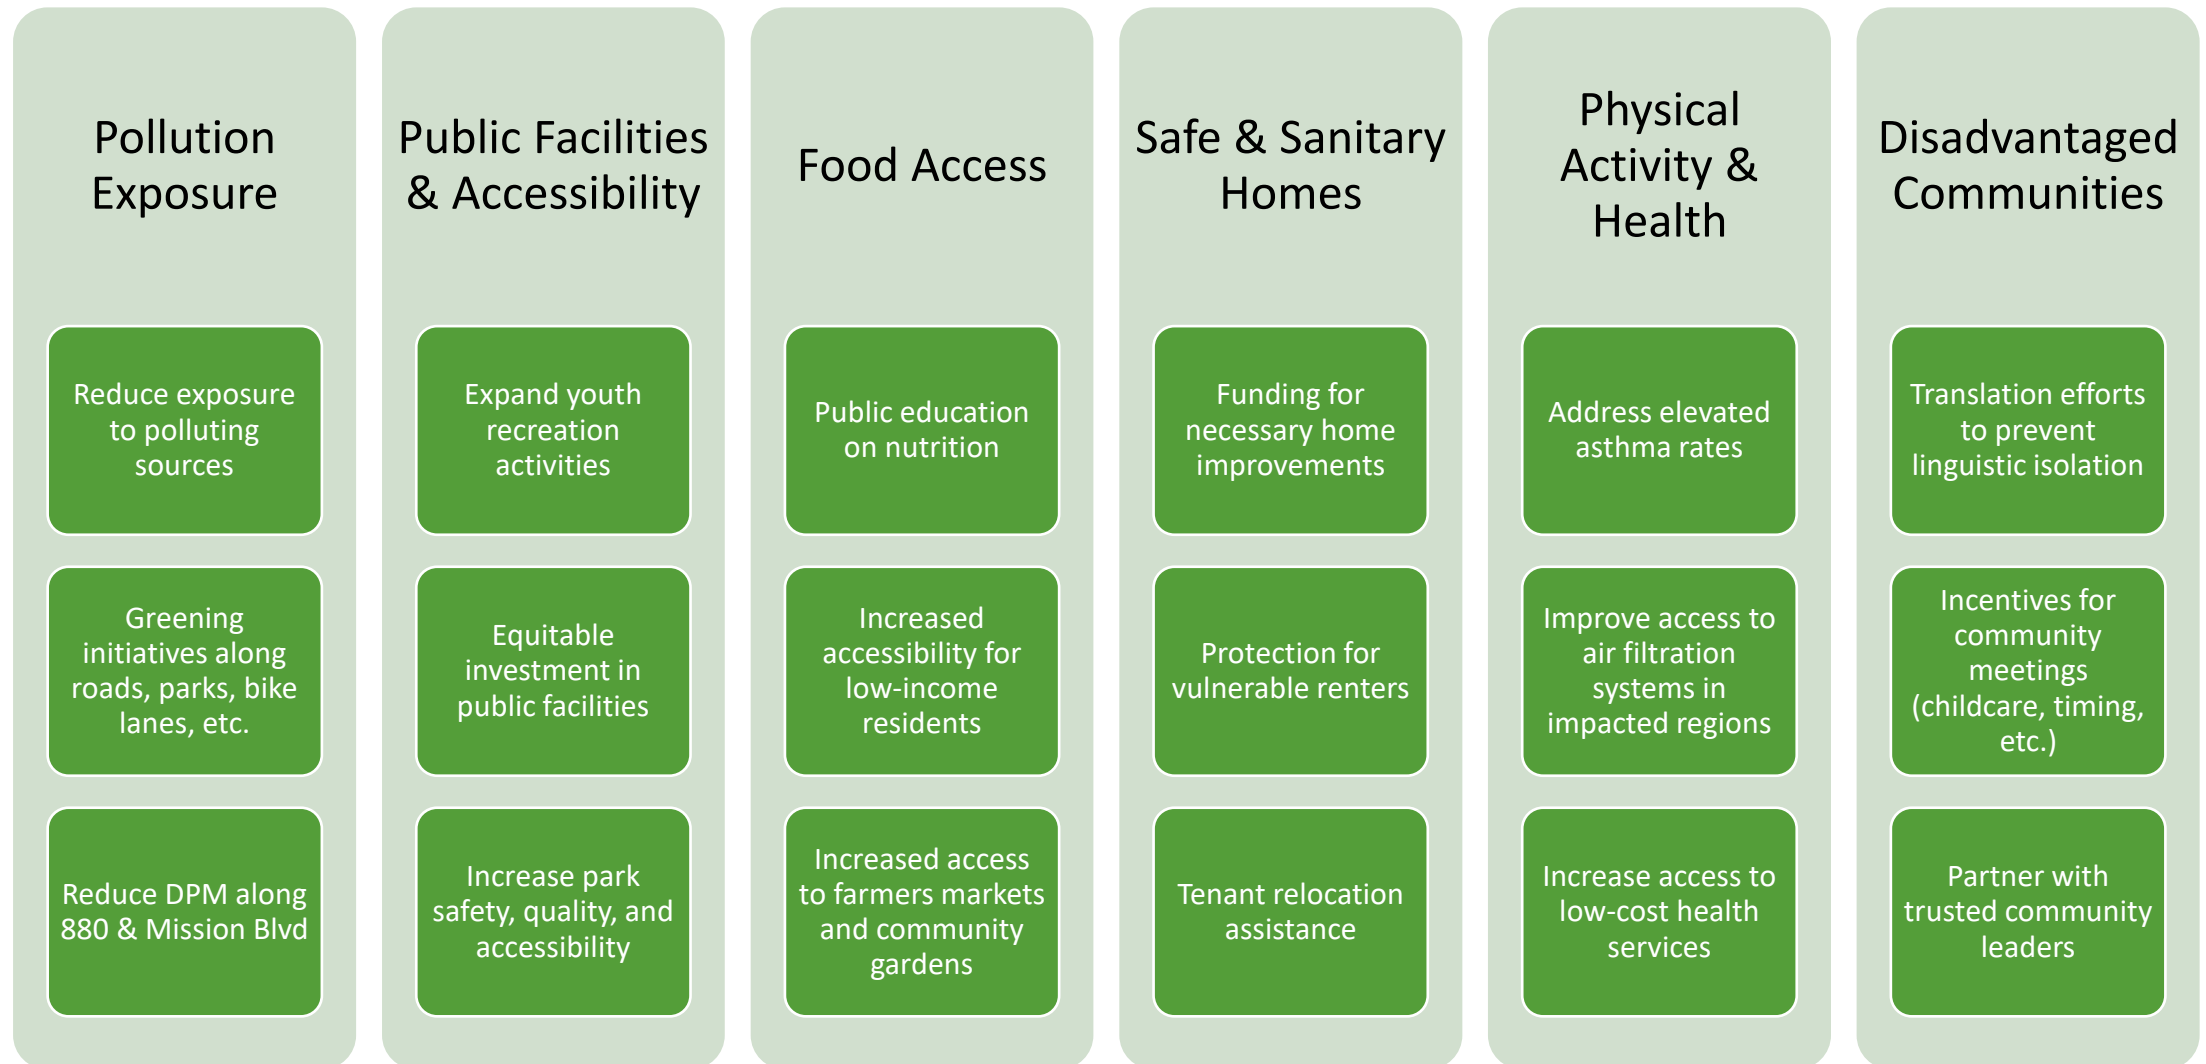 Pollution
Exposure
Reduce exposure
to polluting
sources
Greening
initiatives along
roads, parks, bike
lanes, etc.
Reduce DPM along
880 & Mission Blvd
Public Facilities
& Accessibility
Expand youth
recreation
activities
Equitable
investment in
public facilities
Increase park
safety, quality, and
accessibility
Food Access
Public education
on nutrition
Increased
accessibility for
low-income
residents
Increased access
to farmers markets
and community
gardens
Safe & Sanitary
Homes
Funding for
necessary home
improvements
Protection for
vulnerable renters
Tenant relocation
assistance
Physical
Activity &
Health
Address elevated
asthma rates
Improve access to
air filtration
systems in
impacted regions
Increase access to
low-cost health
services
Disadvantaged
Communities
Translation efforts
to prevent
linguistic isolation
Incentives for
community
meetings
(childcare, timing,
etc.)
Partner with
trusted community
leaders